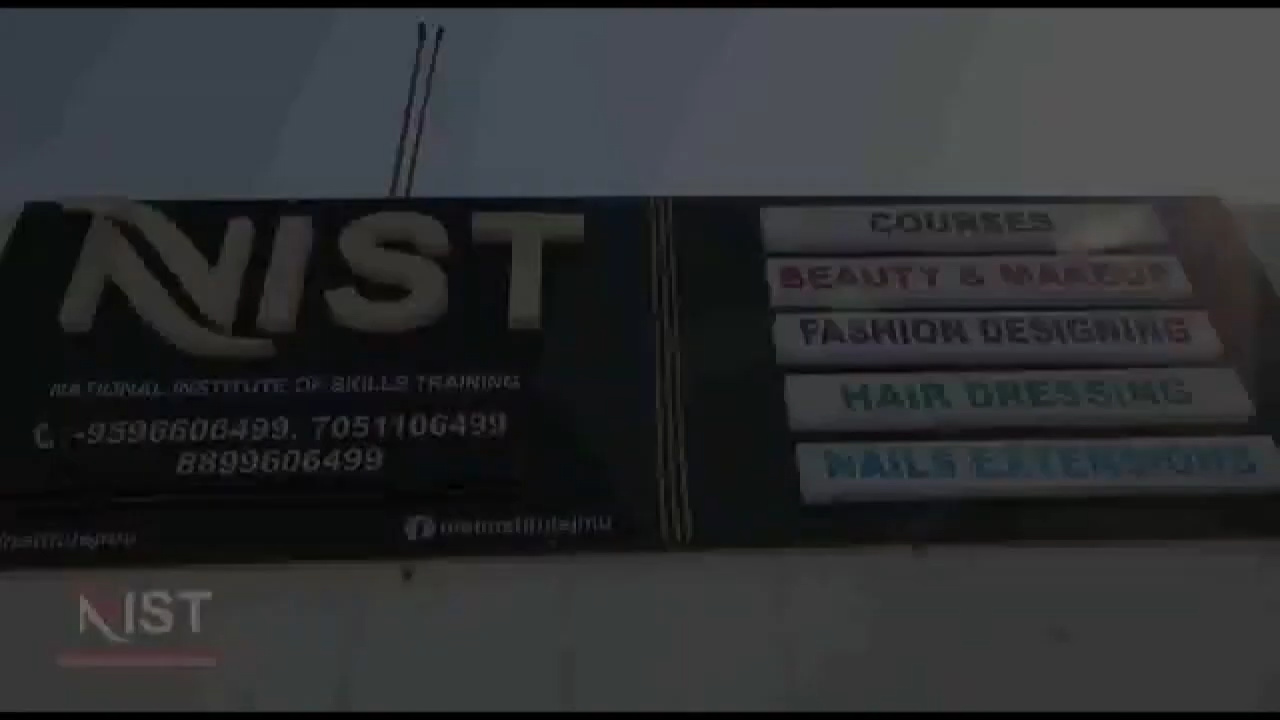 NIST
NATIONAL INSTITUTE OF SKILLS TRAINING
-9596606499, 7051106499
8899606499
COURSES
BEAUTY & MAKEUP
FASHION DESIGNING
HAIR DRESSING
NAILS EXTENSIONS
NIST